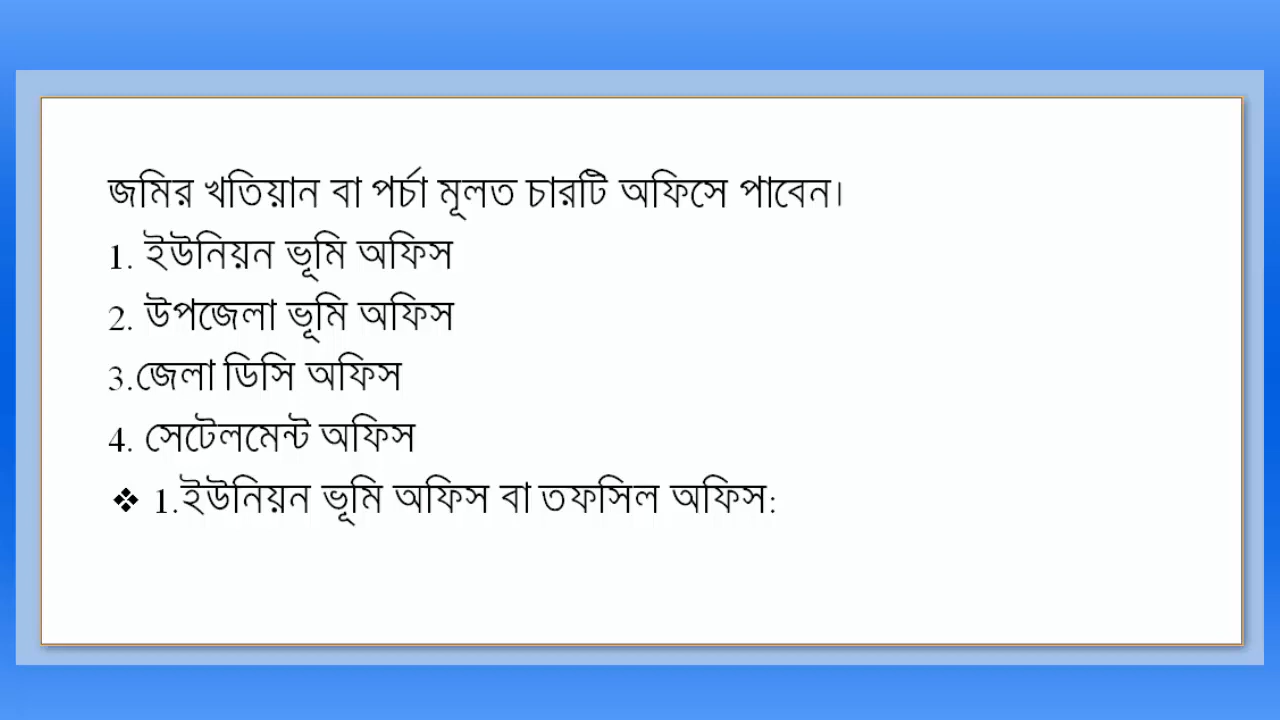 জমির খতিয়ান বা পর্চা মূলত চারটি অফিসে পাবেন।
1. ইউনিয়ন ভূমি অফিস
2. উপজেলা ভূমি অফিস
3.জেলা ডিসি অফিস
4. সেটেলমেন্ট অফিস
❖ 1.ইউনিয়ন ভূমি অফিস বা তফসিল অফিস: